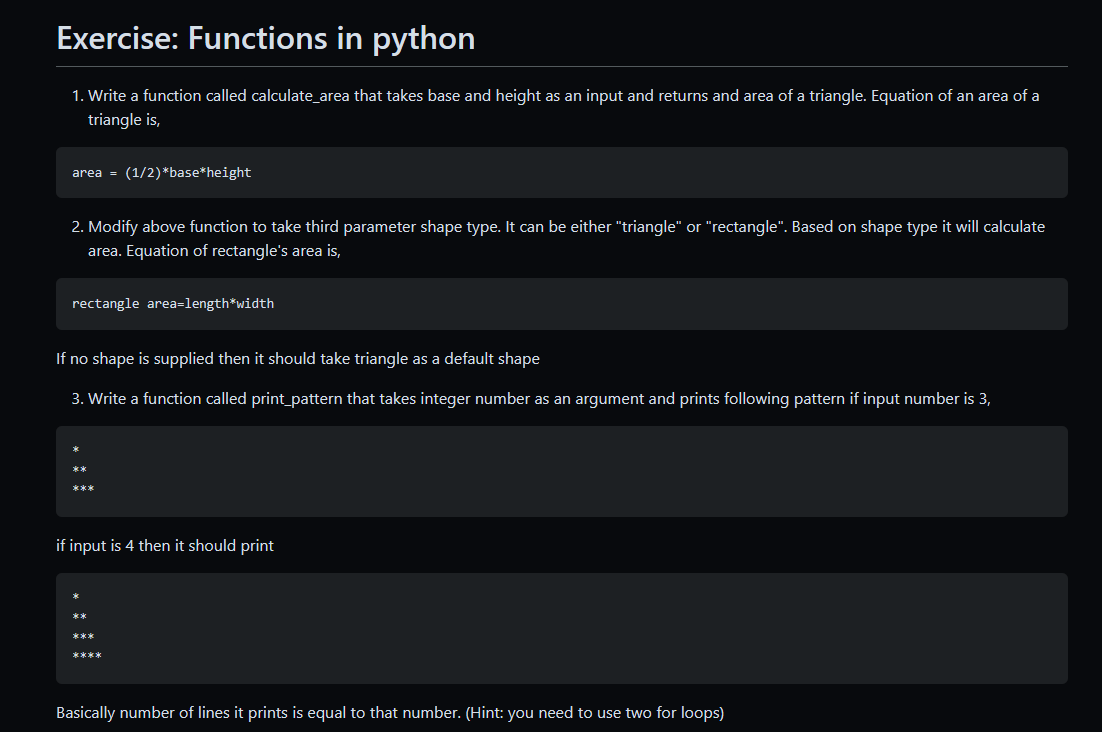 Exercise: Functions in python
1. Write a function called calculate_area that takes base and height as an input and returns and area of a triangle. Equation of an area of a
triangle is,
area = (1/2)*base*height
2. Modify above function to take third parameter shape type. It can be either "triangle" or "rectangle". Based on shape type it will calculate
area. Equation of rectangle's area is,
rectangle area=length*width
If no shape is supplied then it should take triangle as a default shape
3. Write a function called print_pattern that takes integer number as an argument and prints following pattern if input number is 3,
*
**
***
if input is 4 then it should print
*
**
***
****
Basically number of lines it prints is equal to that number. (Hint: you need to use two for loops)